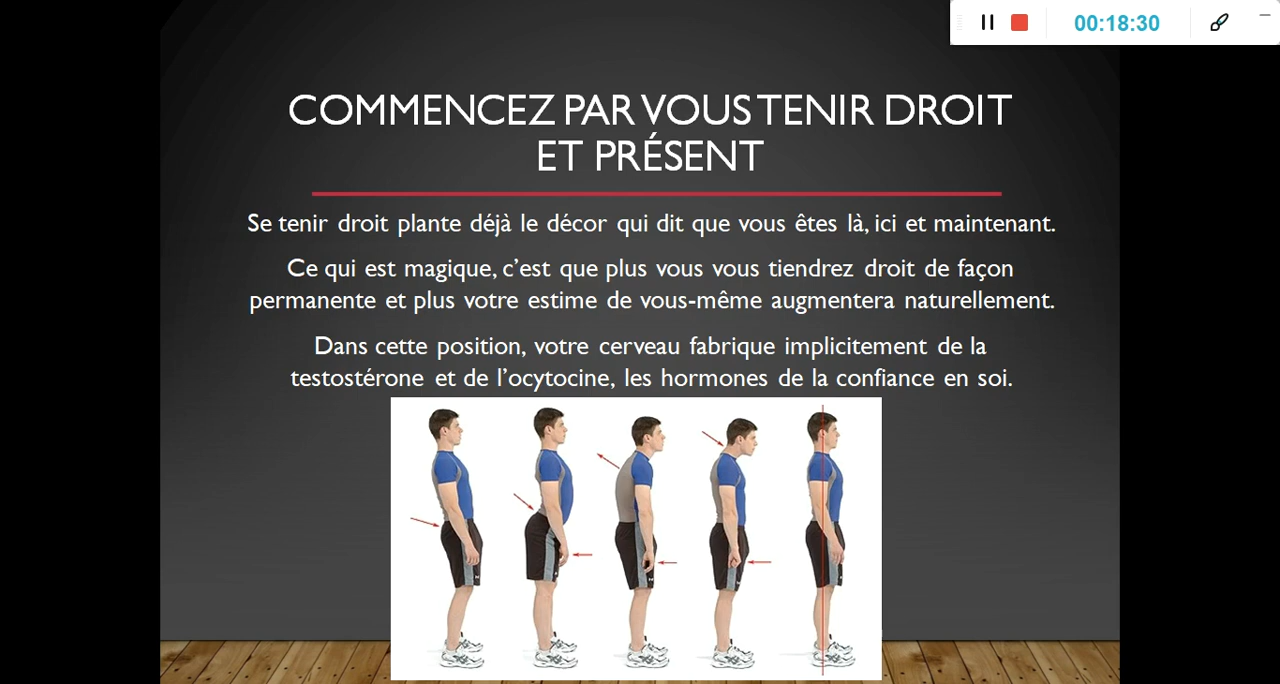 00:18:30
COMMENCEZ PAR VOUS TENIR DROIT
ET PRÉSENT
Se tenir droit plante déjà le décor qui dit que vous êtes là, ici et maintenant.
Ce qui est magique, c’est que plus vous vous tiendrez droit de façon
permanente et plus votre estime de vous-même augmentera naturellement.
Dans cette position, votre cerveau fabrique implicitement de la
testostérone et de l’ocytocine, les hormones de la confiance en soi.